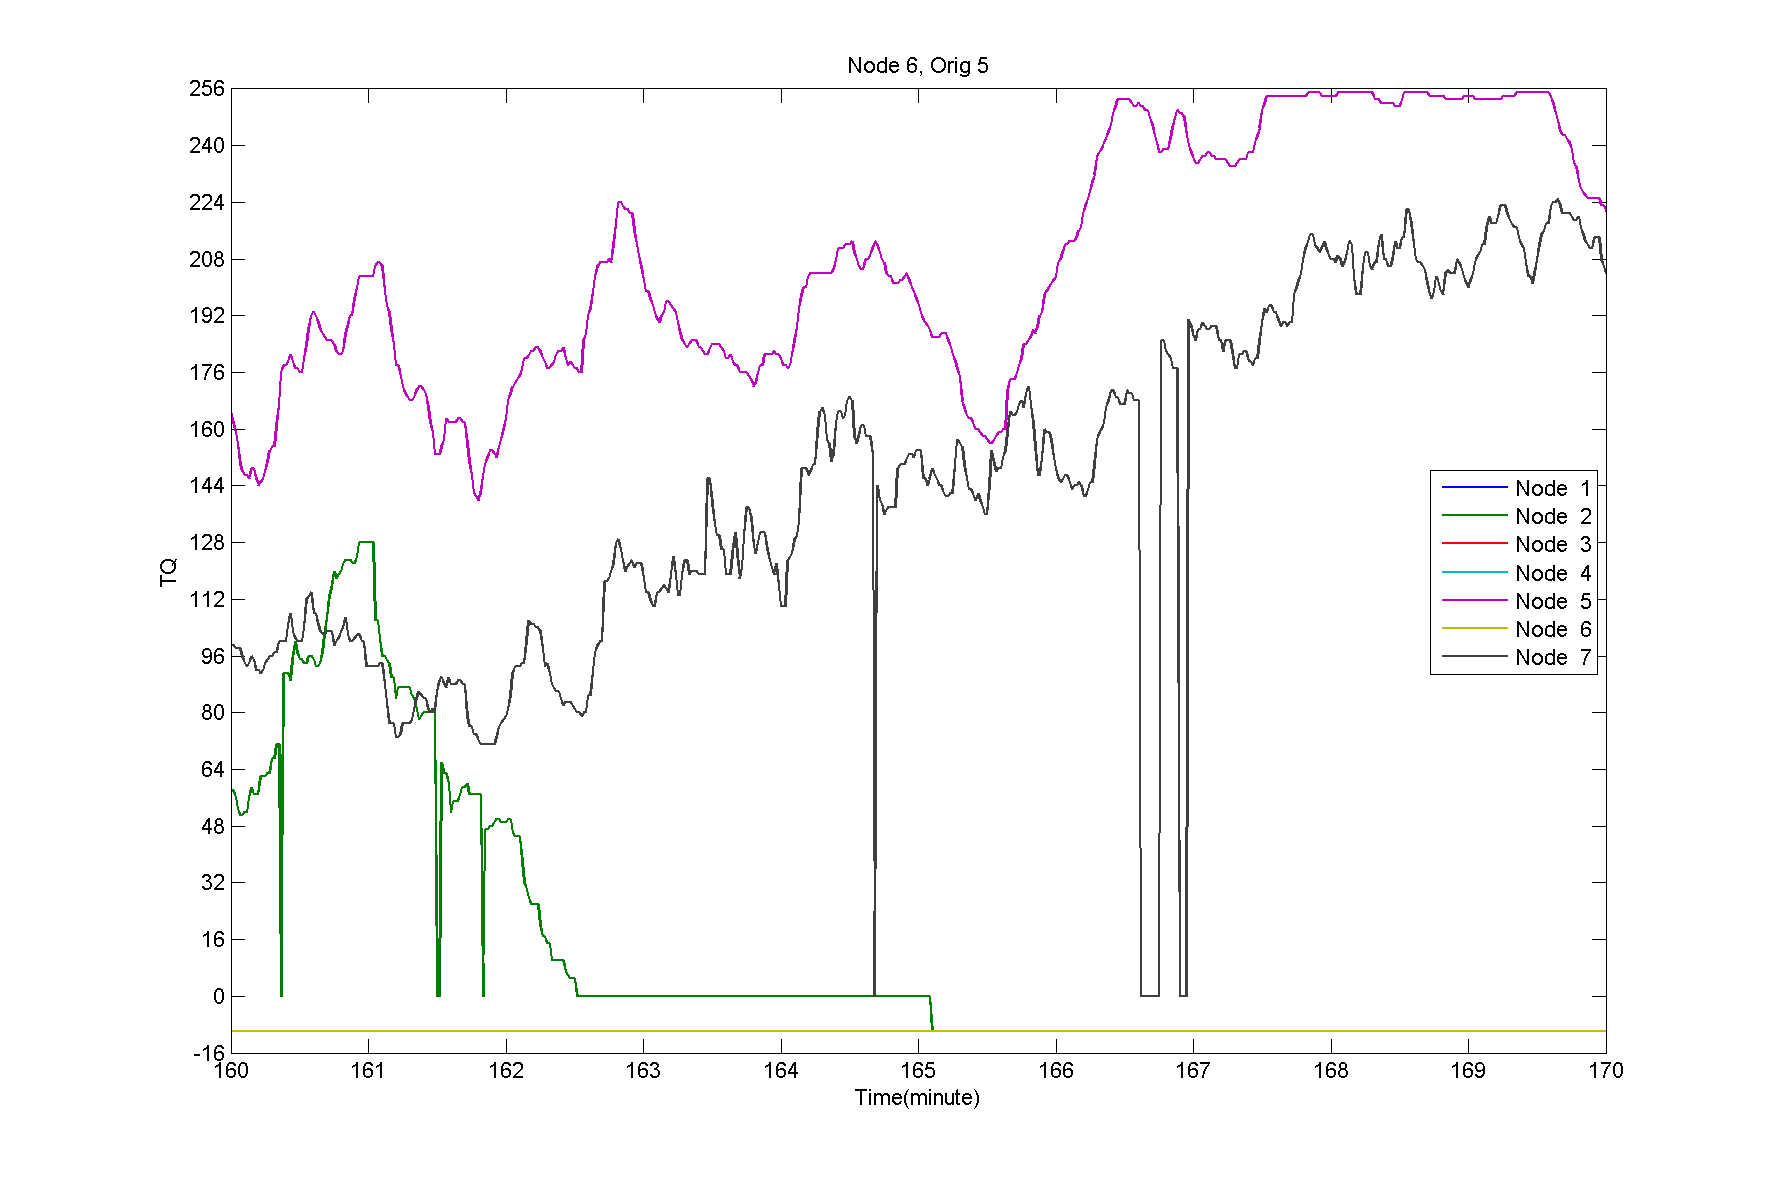 Node 6, Orig 5
256
240
224
208
192
176
160
144
128
112
96
80
64
48
32
16
0
-16
TQ
160 161 162 163 164 165 166 167 168 169 170
Time(minute)
Node 1
Node 2
Node 3
Node 4
Node 5
Node 6
Node 7